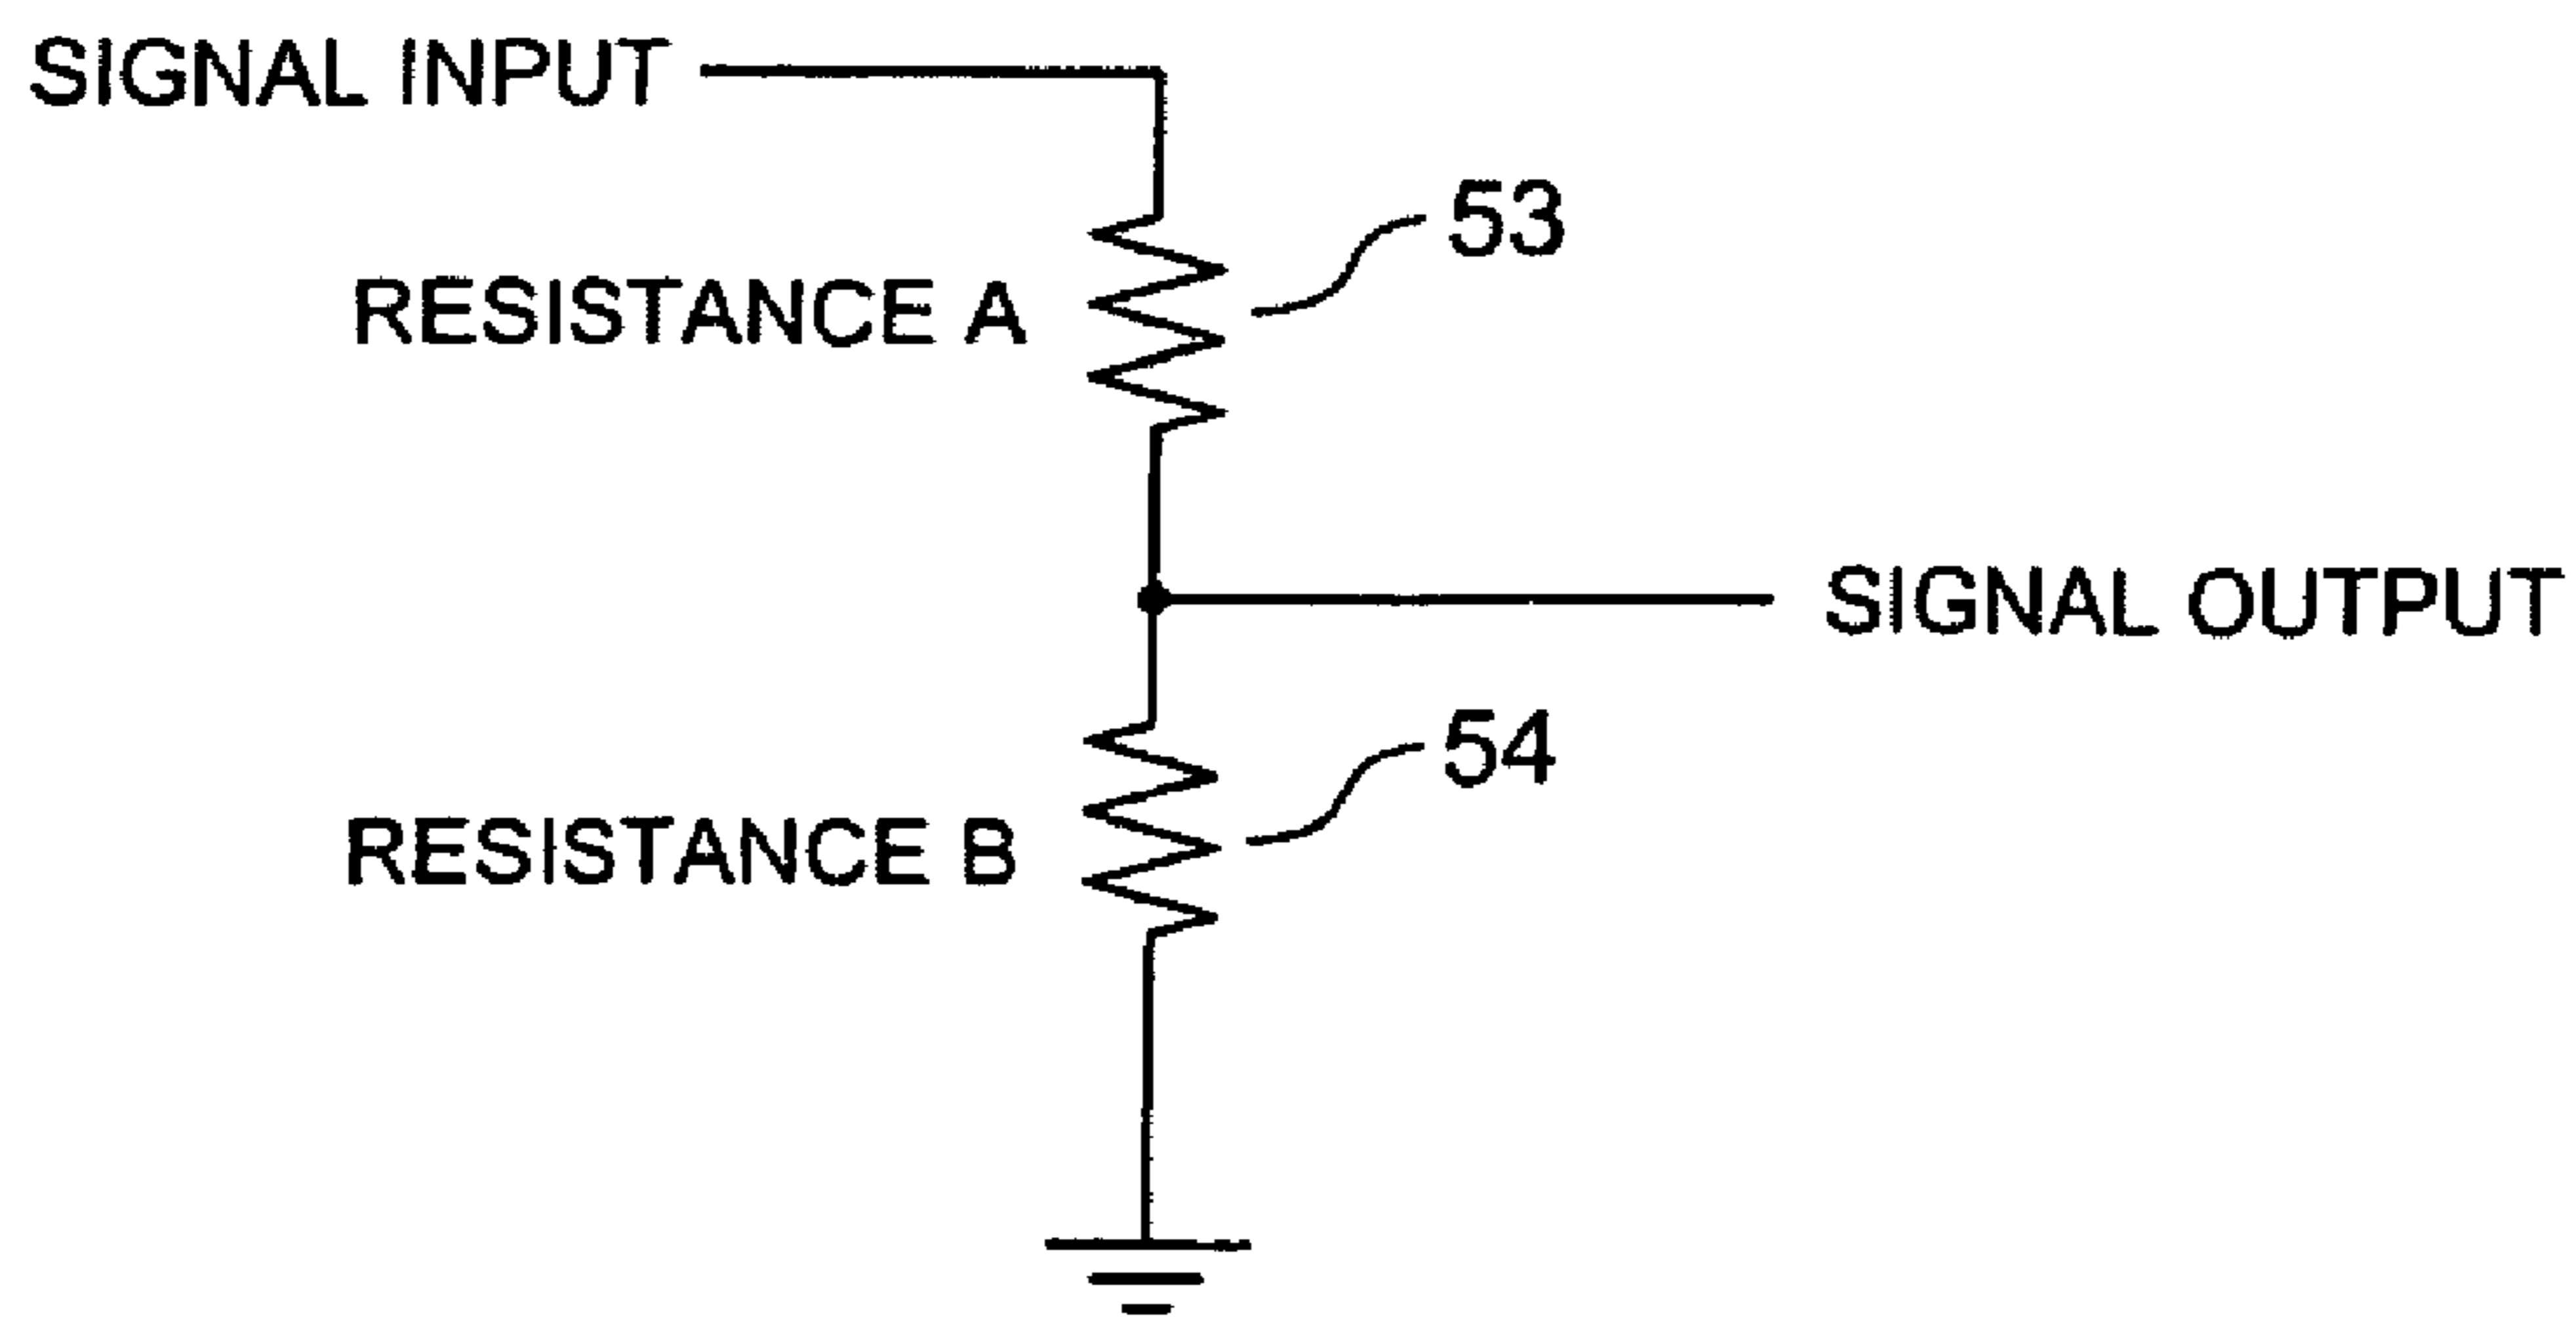 SIGNAL INPUT
53
RESISTANCE A
SIGNAL OUTPUT
54
RESISTANCE B